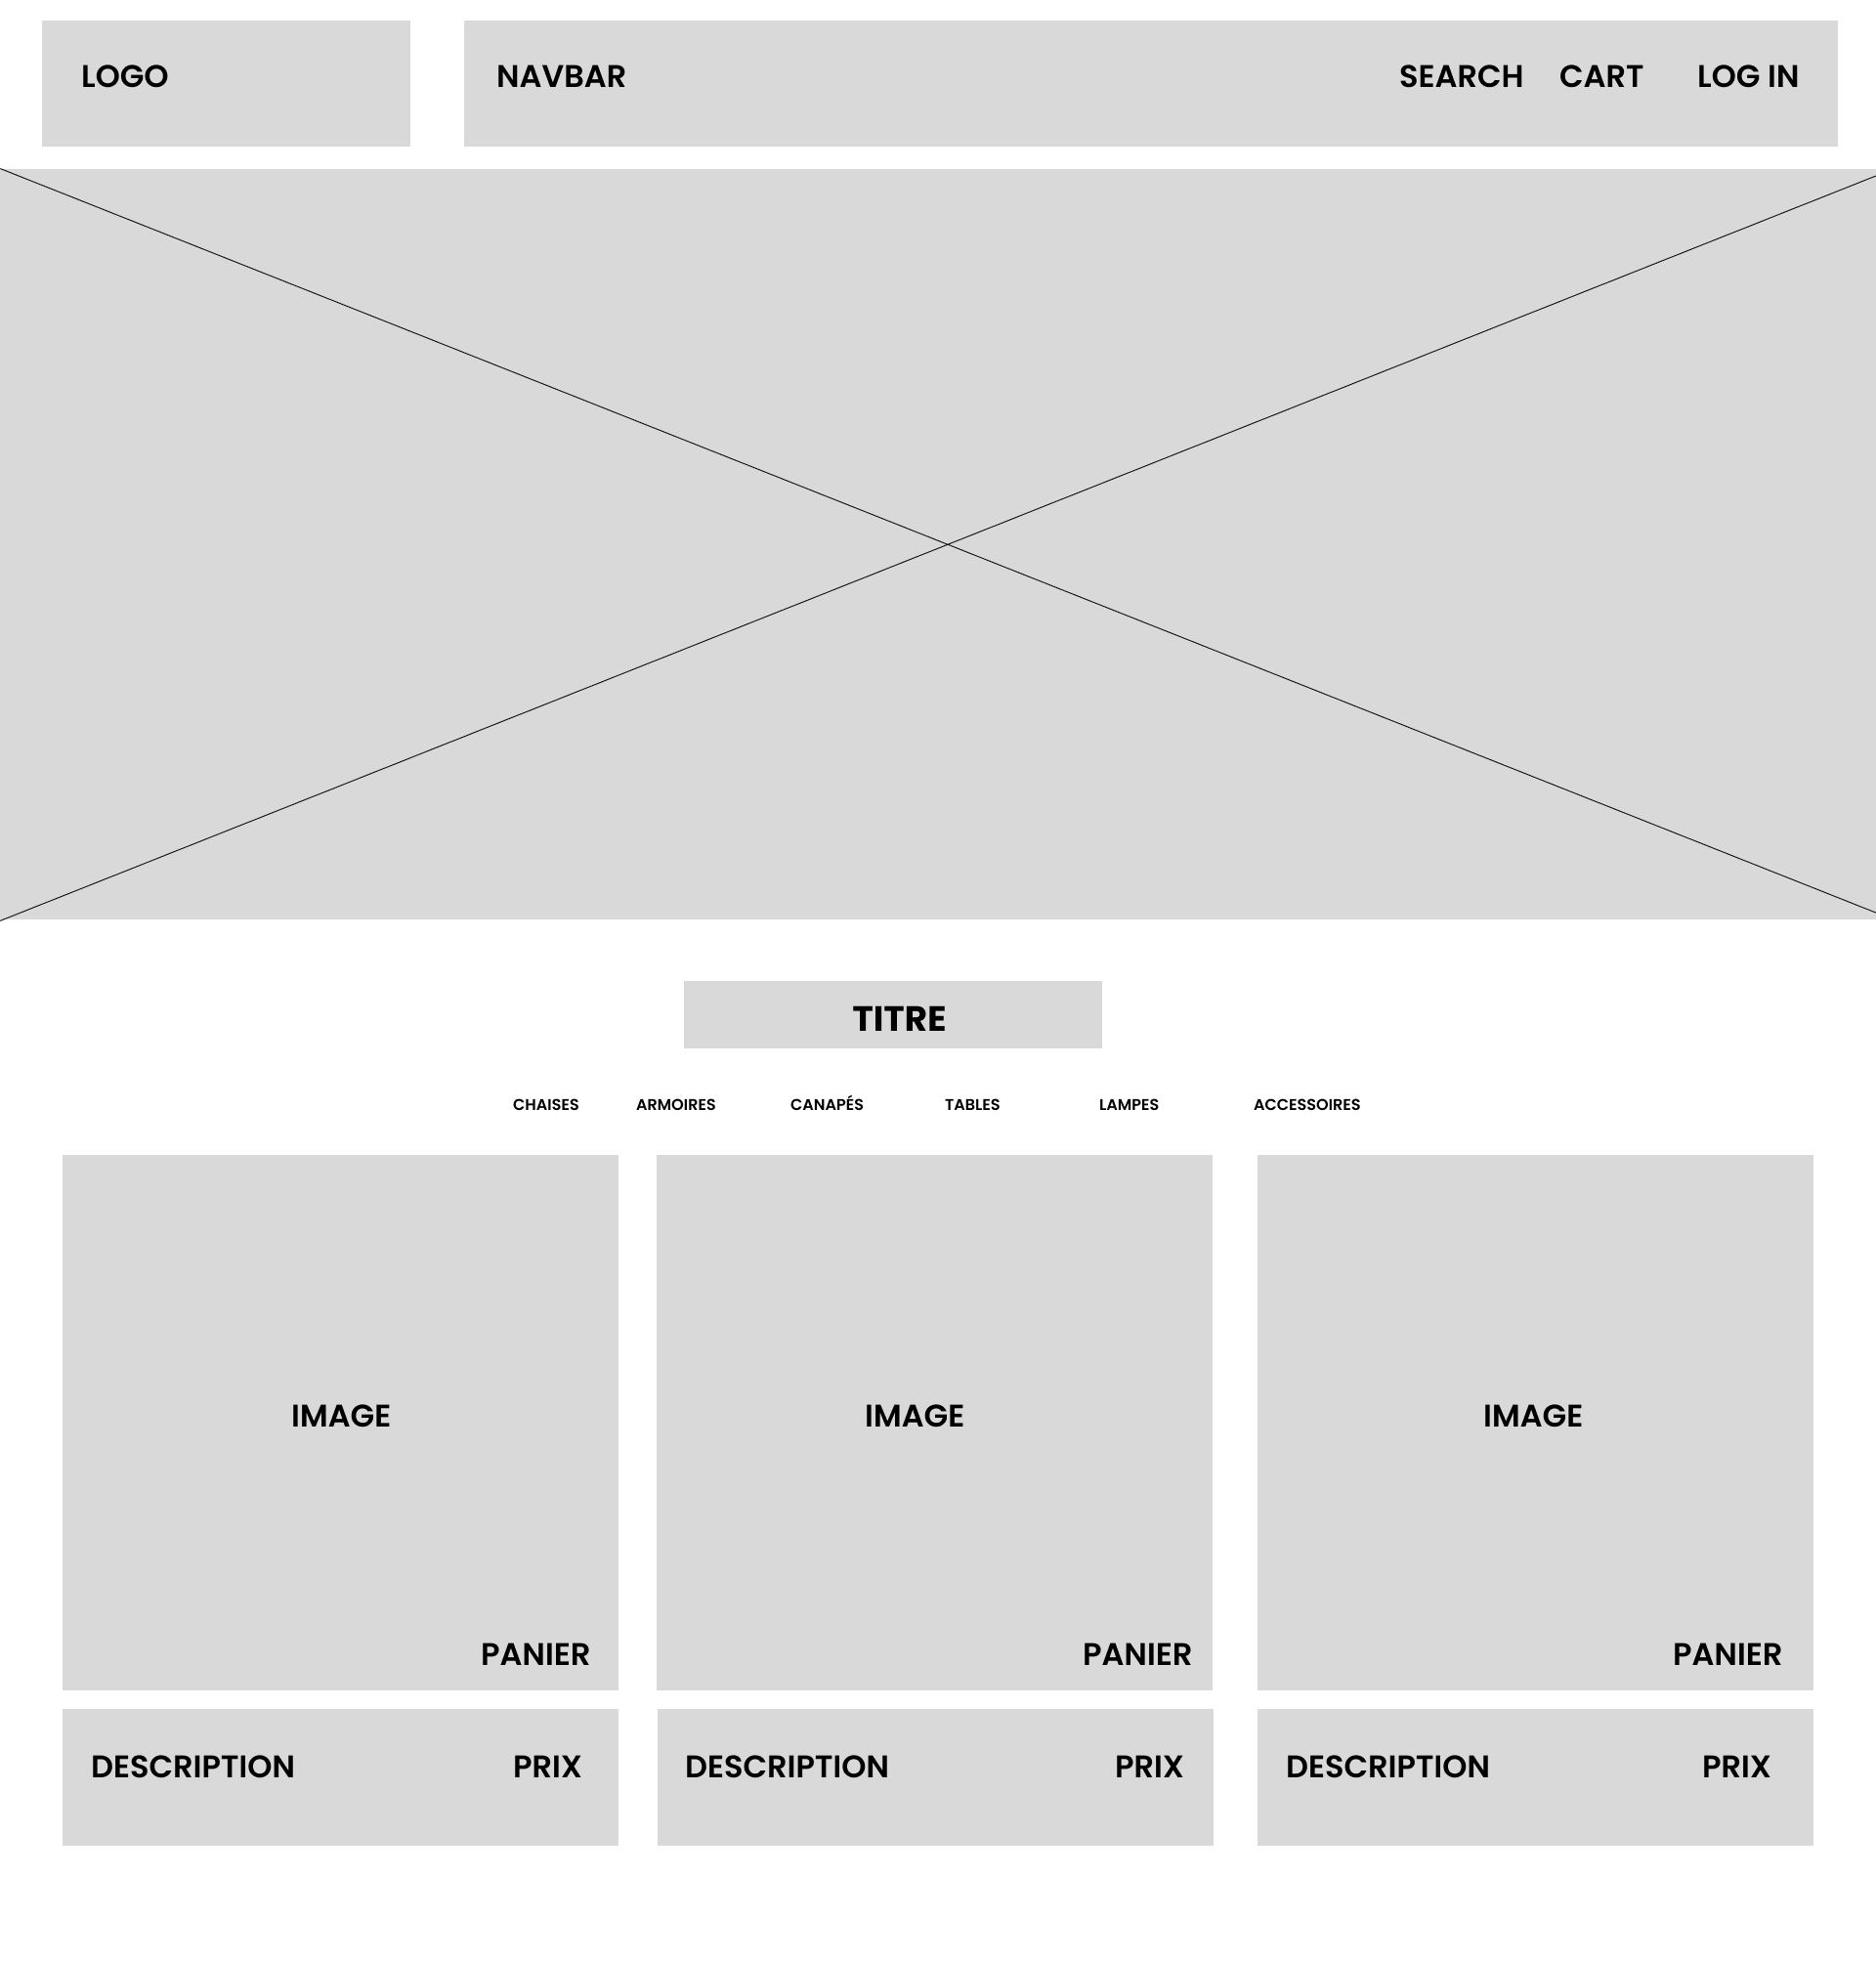 LOGO
NAVBAR SEARCH CART LOG IN
TITRE
CHAISES ARMOIRES CANAPÉS TABLES LAMPES ACCESSOIRES
IMAGE IMAGE IMAGE
PANIER PANIER PANIER
DESCRIPTION PRIX DESCRIPTION PRIX DESCRIPTION PRIX